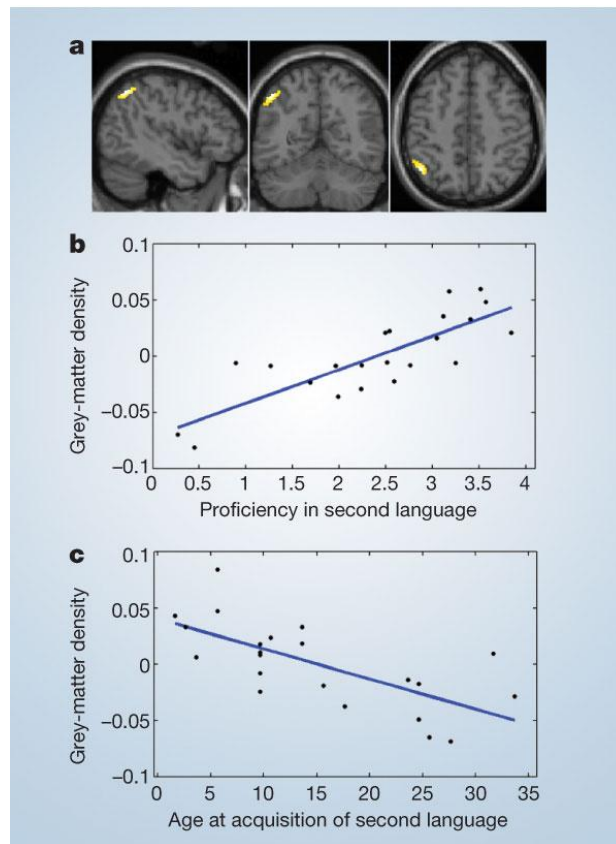 a
b
0.1
0.05
0
−0.05
−0.1
Grey-matter density
0 0.5 1 1.5 2 2.5 3 3.5 4
Proficiency in second language
c
0.1
0.05
0
−0.05
−0.1
Grey-matter density
0 5 10 15 20 25 30 35
Age at acquisition of second language